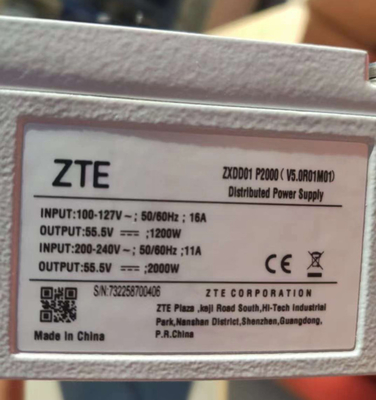 ZTE
ZXDD01 P2000( V5.0R01M01)
Distributed Power Supply
INPUT:100-127V~; 50/60Hz; 16A
OUTPUT:55.5V ⎓ ;1200W
INPUT:200-240V~; 50/60Hz;11A
OUTPUT:55.5V ⎓ ;2000W
CE
S/N:732258700406
ZTE CORPORATION
ZTE Plaza ,keji Road South,Hi-Tech Industrial
Park,Nanshan District,Shenzhen,Guangdong,
P.R.China
Made in China